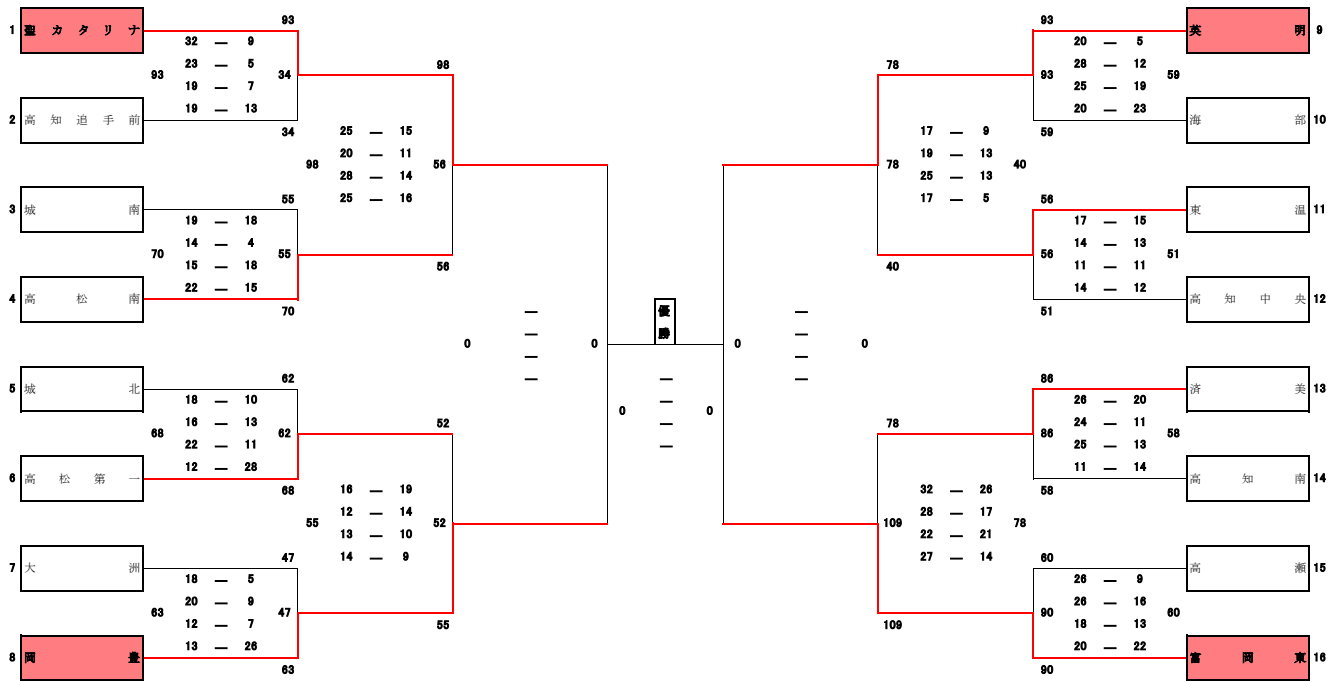 93 93
1 聖カタリナ 英明 9
32 ― 9 20 ― 5
23 ― 5 98 78 28 ― 12
93 34 93 59
19 ― 7 25 ― 19
19 ― 13 20 ― 23
2 高知追手前 海部 10
34 25 ― 15 17 ― 9 59
20 ― 11 19 ― 13
98 56 78 40
28 ― 14 25 ― 13
25 ― 16 17 ― 5
55 56
3 城南 東温 11
19 ― 18 17 ― 15
14 ― 4 14 ― 13
70 55 56 51
15 ― 18 56 40 11 ― 11
22 ― 15 14 ― 12
4 高松南 高知中央 12
70 ― 優 ― 51
― 勝 ―
0 0 0 0
― ―
62 ― ― ― 86
5 城北 済美 13
18 ― 10 ― 26 ― 20
0 0
16 ― 13 52 ― 78 24 ― 11
68 62 86 58
22 ― 11 ― 25 ― 13
12 ― 28 11 ― 14
6 高松第一 高知南 14
68 16 ― 19 32 ― 26 58
12 ― 14 28 ― 17
55 52 109 78
13 ― 10 22 ― 21
14 ― 9 27 ― 14
47 60
7 大洲 高瀬 15
18 ― 5 26 ― 9
20 ― 9 26 ― 16
63 47 90 60
12 ― 7 55 109 18 ― 13
13 ― 26 20 ― 22
8 岡豊 富岡東 16
63 90